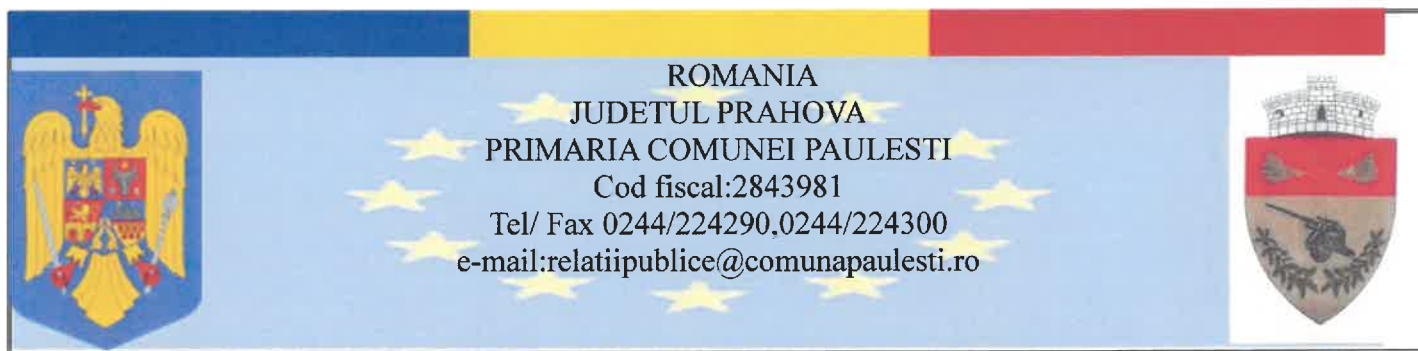 ROMANIA
JUDETUL PRAHOVA
PRIMARIA COMUNEI PAULESTI
Cod fiscal:2843981
Tel/ Fax 0244/224290,0244/224300
e-mail:relatiipublice@comunapaulesti.ro